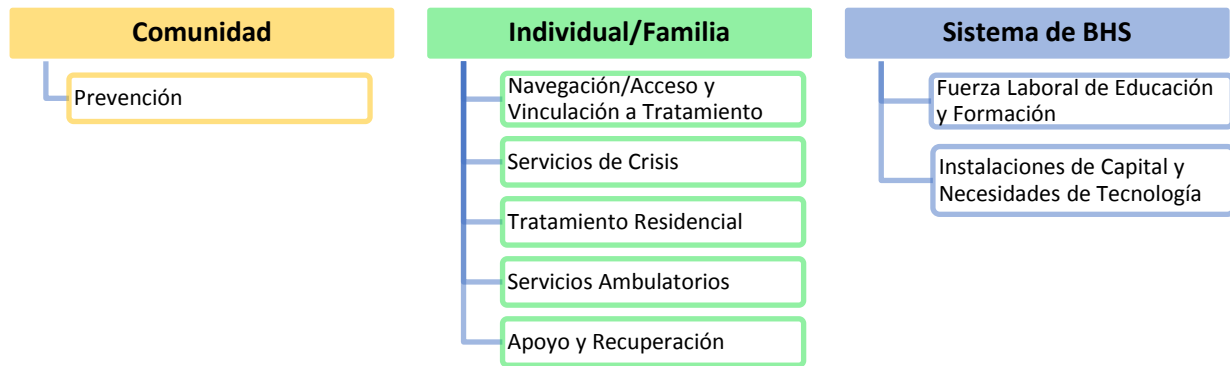 Comunidad
Prevención
Individual/Familia
Navegación/Acceso y
Vinculación a Tratamiento
Servicios de Crisis
Tratamiento Residencial
Servicios Ambulatorios
Apoyo y Recuperación
Sistema de BHS
Fuerza Laboral de Educación
y Formación
Instalaciones de Capital y
Necesidades de Tecnología